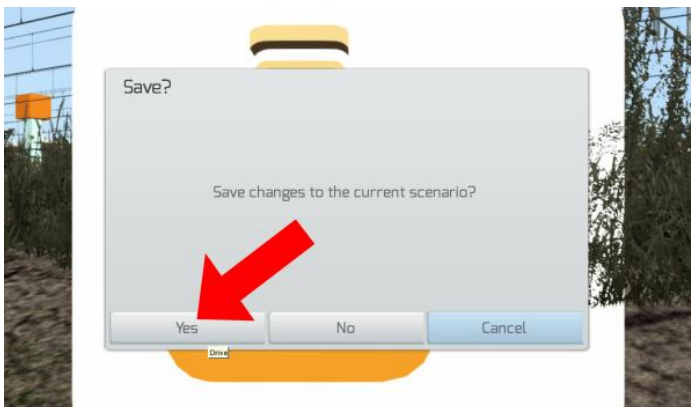 Save?
Save changes to the current scenario?
Yes
No
Cancel
Drive